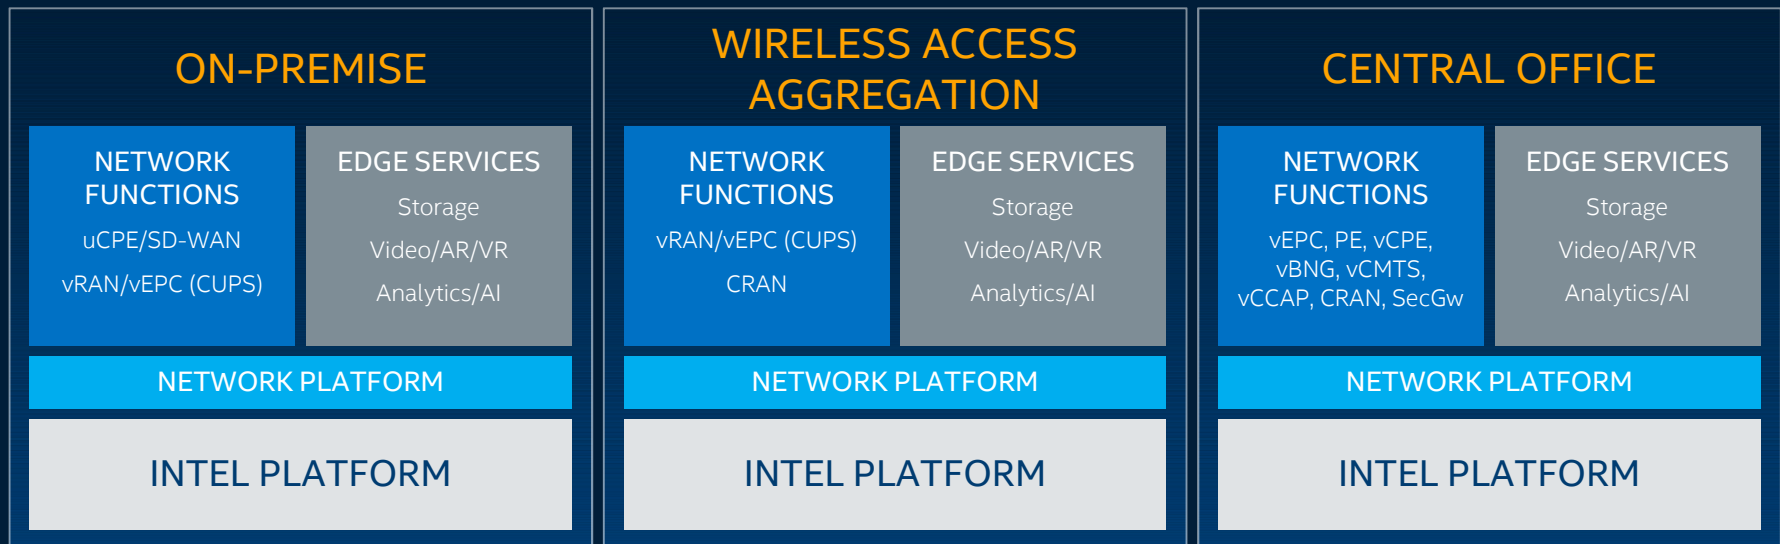 ON-PREMISE
NETWORK
FUNCTIONS
uCPE/SD-WAN
vRAN/vEPC (CUPS)
EDGE SERVICES
Storage
Video/AR/VR
Analytics/AI
NETWORK PLATFORM
INTEL PLATFORM
WIRELESS ACCESS
AGGREGATION
NETWORK
FUNCTIONS
vRAN/vEPC (CUPS)
CRAN
EDGE SERVICES
Storage
Video/AR/VR
Analytics/AI
NETWORK PLATFORM
INTEL PLATFORM
CENTRAL OFFICE
NETWORK
FUNCTIONS
vEPC, PE, vCPE,
vBNG, vCMTS,
vCCAP, CRAN, SecGw
EDGE SERVICES
Storage
Video/AR/VR
Analytics/AI
NETWORK PLATFORM
INTEL PLATFORM